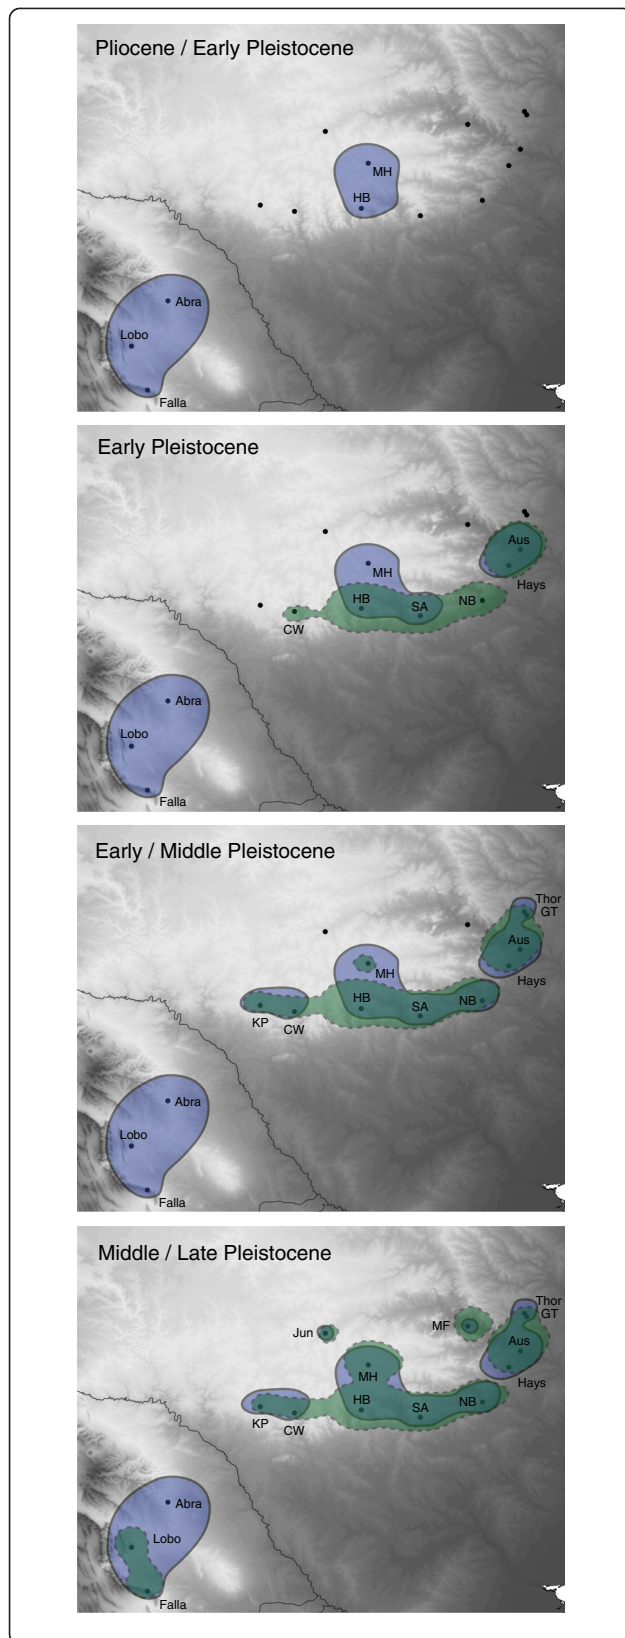 Pliocene / Early Pleistocene
MH
HB
Abra
Lobo
Falla
Early Pleistocene
Aus
MH
Hays
HB
SA
NB
CW
Abra
Lobo
Falla
Early / Middle Pleistocene
Thor
GT
Aus
MH
Hays
HB
SA
NB
KP
CW
Abra
Lobo
Falla
Middle / Late Pleistocene
Thor
GT
Jun
MF
Aus
MH
Hays
HB
SA
NB
KP
CW
Abra
Lobo
Falla